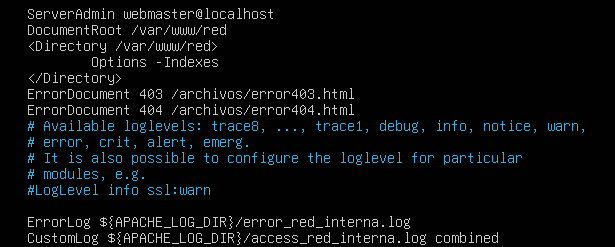 ServerAdmin webmaster@localhost
DocumentRoot /var/www/red
<Directory /var/www/red>
Options -Indexes
</Directory>
ErrorDocument 403 /archivos/error403.html
ErrorDocument 404 /archivos/error404.html
# Available loglevels: trace8, ..., trace1, debug, info, notice, warn,
# error, crit, alert, emerg.
# It is also possible to configure the loglevel for particular
# modules, e.g.
#LogLevel info ssl:warn
ErrorLog ${APACHE_LOG_DIR}/error_red_interna.log
CustomLog ${APACHE_LOG_DIR}/access_red_interna.log combined